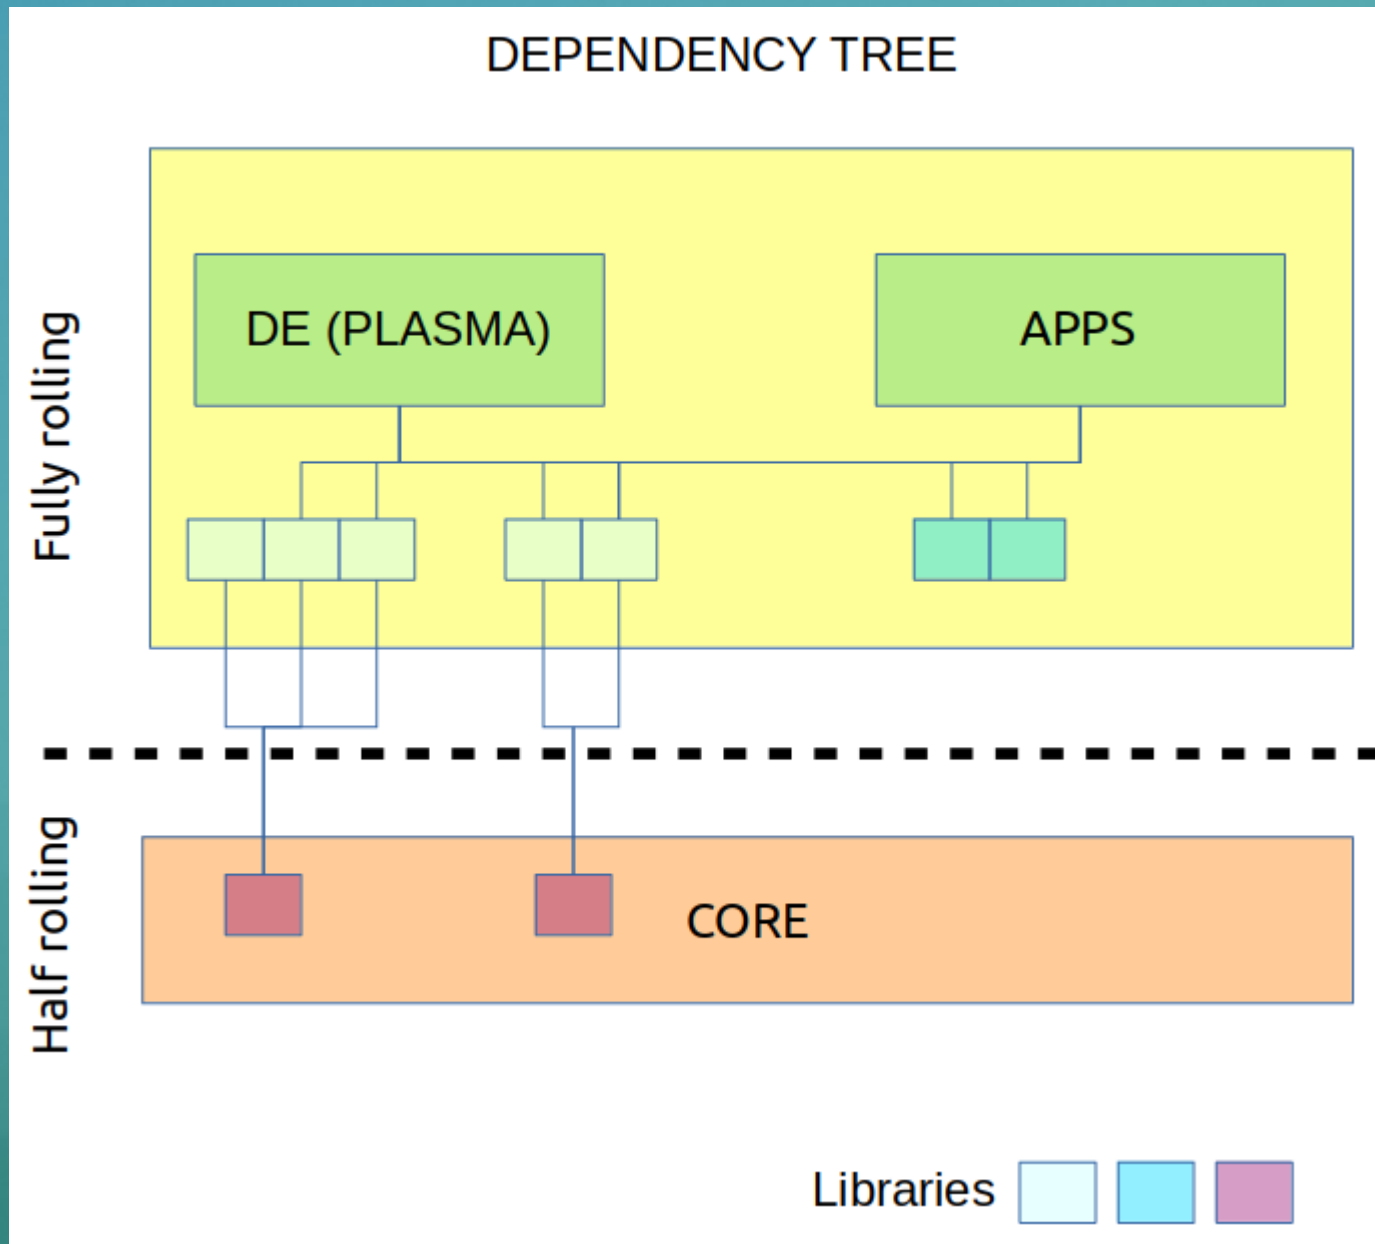 DEPENDENCY TREE
Fully rolling
DE (PLASMA)
APPS
Half rolling
CORE
Libraries